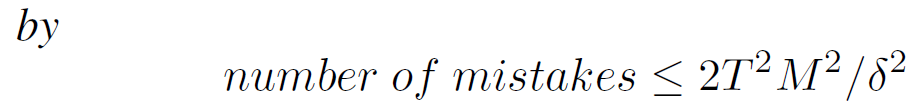 by
number of mistakes ≤ 2T²M²/δ²